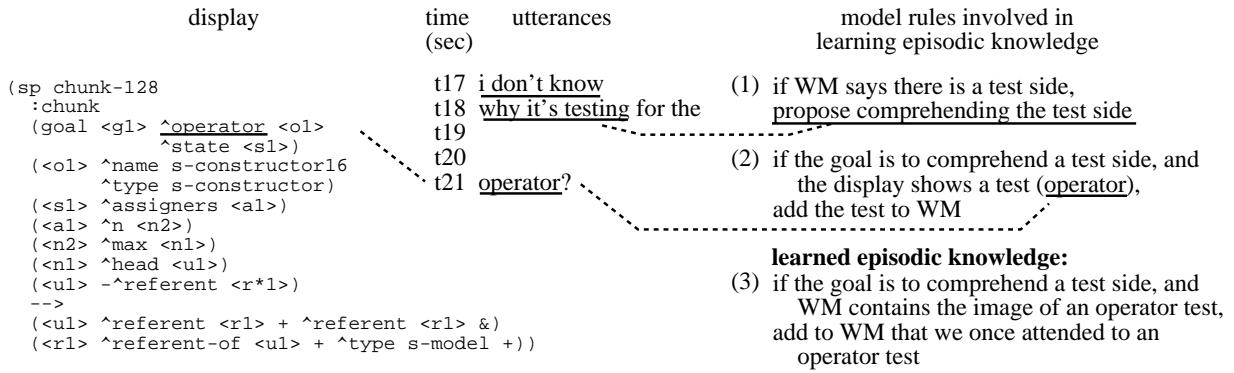 display
(sp chunk-128
:chunk
(goal <g1> ^operator <o1>
^state <s1>)
(<o1> ^name s-constructor16
^type s-constructor)
(<s1> ^assigners <a1>)
(<a1> ^n <n2>)
(<n2> ^max <n1>)
(<n1> ^head <u1>)
(<u1> -^referent <r*1>)
-->
(<u1> ^referent <r1> + ^referent <r1> &)
(<r1> ^referent-of <u1> + ^type s-model +))
time
(sec)
utterances
t17 i don't know
t18 why it's testing for the
t19
t20
t21 operator?
model rules involved in
learning episodic knowledge
(1) if WM says there is a test side,
propose comprehending the test side
(2) if the goal is to comprehend a test side, and
the display shows a test (operator),
add the test to WM
learned episodic knowledge:
(3) if the goal is to comprehend a test side, and
WM contains the image of an operator test,
add to WM that we once attended to an
operator test